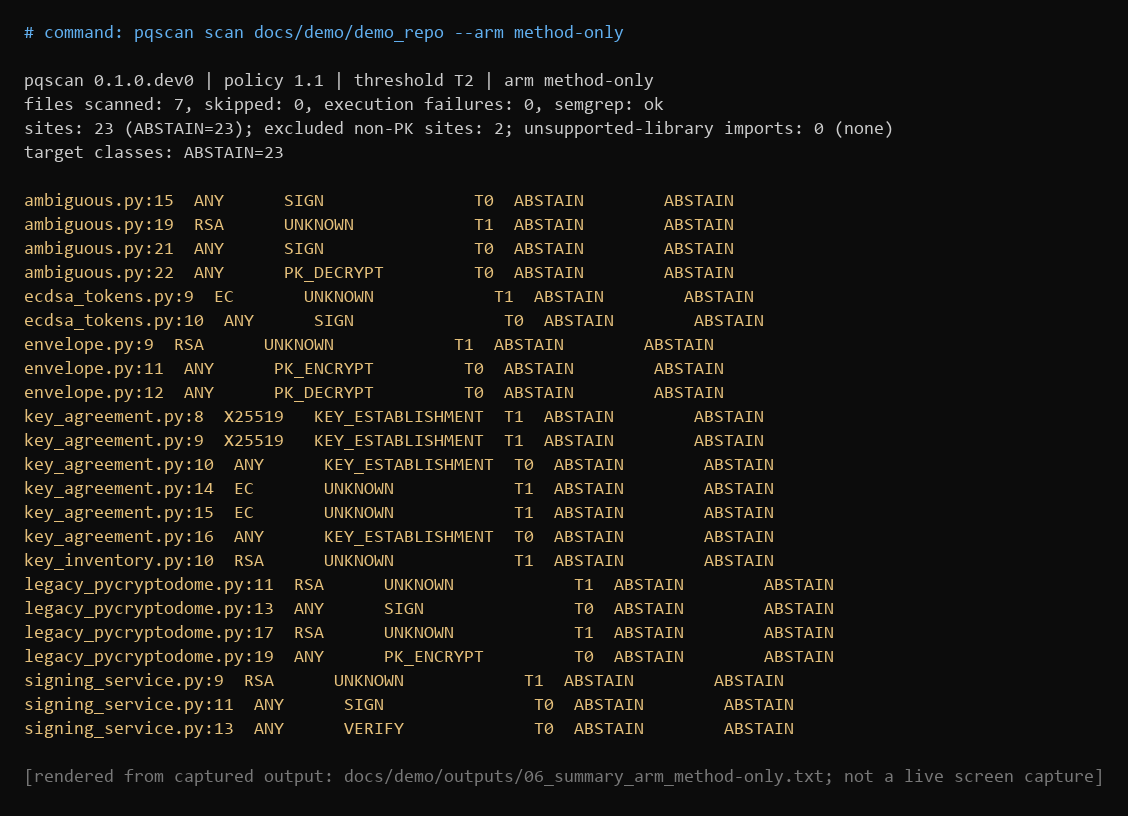 # command: pqscan scan docs/demo/demo_repo --arm method-only
pqscan 0.1.0.dev0 | policy 1.1 | threshold T2 | arm method-only
files scanned: 7, skipped: 0, execution failures: 0, semgrep: ok
sites: 23 (ABSTAIN=23); excluded non-PK sites: 2; unsupported-library imports: 0 (none)
target classes: ABSTAIN=23
ambiguous.py:15  ANY      SIGN               T0  ABSTAIN        ABSTAIN
ambiguous.py:19  RSA      UNKNOWN            T1  ABSTAIN        ABSTAIN
ambiguous.py:21  ANY      SIGN               T0  ABSTAIN        ABSTAIN
ambiguous.py:22  ANY      PK_DECRYPT         T0  ABSTAIN        ABSTAIN
ecdsa_tokens.py:9  EC       UNKNOWN            T1  ABSTAIN        ABSTAIN
ecdsa_tokens.py:10  ANY      SIGN               T0  ABSTAIN        ABSTAIN
envelope.py:9  RSA      UNKNOWN            T1  ABSTAIN        ABSTAIN
envelope.py:11  ANY      PK_ENCRYPT         T0  ABSTAIN        ABSTAIN
envelope.py:12  ANY      PK_DECRYPT         T0  ABSTAIN        ABSTAIN
key_agreement.py:8  X25519   KEY_ESTABLISHMENT  T1  ABSTAIN        ABSTAIN
key_agreement.py:9  X25519   KEY_ESTABLISHMENT  T1  ABSTAIN        ABSTAIN
key_agreement.py:10  ANY      KEY_ESTABLISHMENT  T0  ABSTAIN        ABSTAIN
key_agreement.py:14  EC       UNKNOWN            T1  ABSTAIN        ABSTAIN
key_agreement.py:15  EC       UNKNOWN            T1  ABSTAIN        ABSTAIN
key_agreement.py:16  ANY      KEY_ESTABLISHMENT  T0  ABSTAIN        ABSTAIN
key_inventory.py:10  RSA      UNKNOWN            T1  ABSTAIN        ABSTAIN
legacy_pycryptodome.py:11  RSA      UNKNOWN            T1  ABSTAIN        ABSTAIN
legacy_pycryptodome.py:13  ANY      SIGN               T0  ABSTAIN        ABSTAIN
legacy_pycryptodome.py:17  RSA      UNKNOWN            T1  ABSTAIN        ABSTAIN
legacy_pycryptodome.py:19  ANY      PK_ENCRYPT         T0  ABSTAIN        ABSTAIN
signing_service.py:9  RSA      UNKNOWN            T1  ABSTAIN        ABSTAIN
signing_service.py:11  ANY      SIGN               T0  ABSTAIN        ABSTAIN
signing_service.py:13  ANY      VERIFY             T0  ABSTAIN        ABSTAIN
[rendered from captured output: docs/demo/outputs/06_summary_arm_method-only.txt; not a live screen capture]